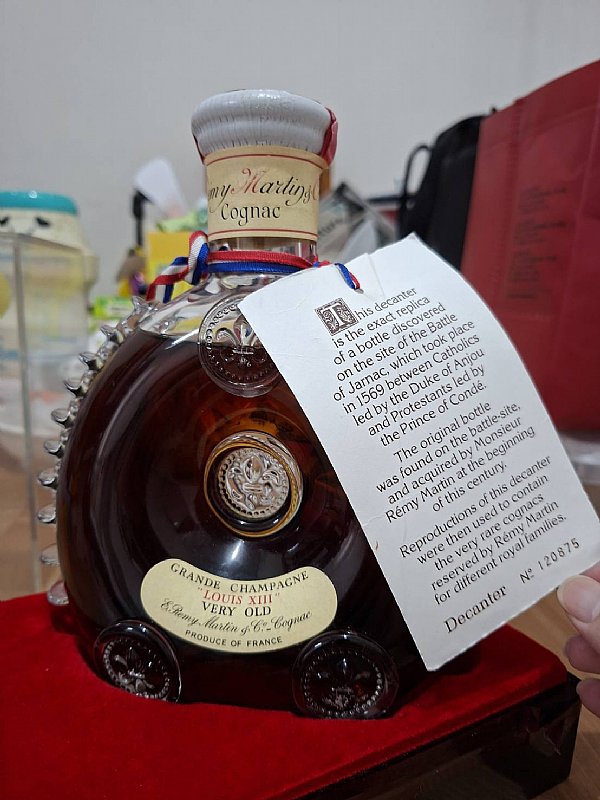 Remy Martin & C
Cognac
GRANDE CHAMPAGNE
"LOUIS XIII"
VERY OLD
E. Remy Martin & Co. Cognac
PRODUCE OF FRANCE
This decanter
is the exact replica
of a bottle discovered
on the site of the Battle
of Jarnac, which took place
in 1569 between Catholics
led by the Duke of Anjou
and Protestants led by
the Prince of Condé.
The original bottle
was found on the battle-site,
and acquired by Monsieur
Rémy Martin at the beginning
of this century.
Reproductions of this decanter
were then used to contain
the very rare cognacs
reserved by Rémy Martin
for different royal families.
Decanter Nº 120875